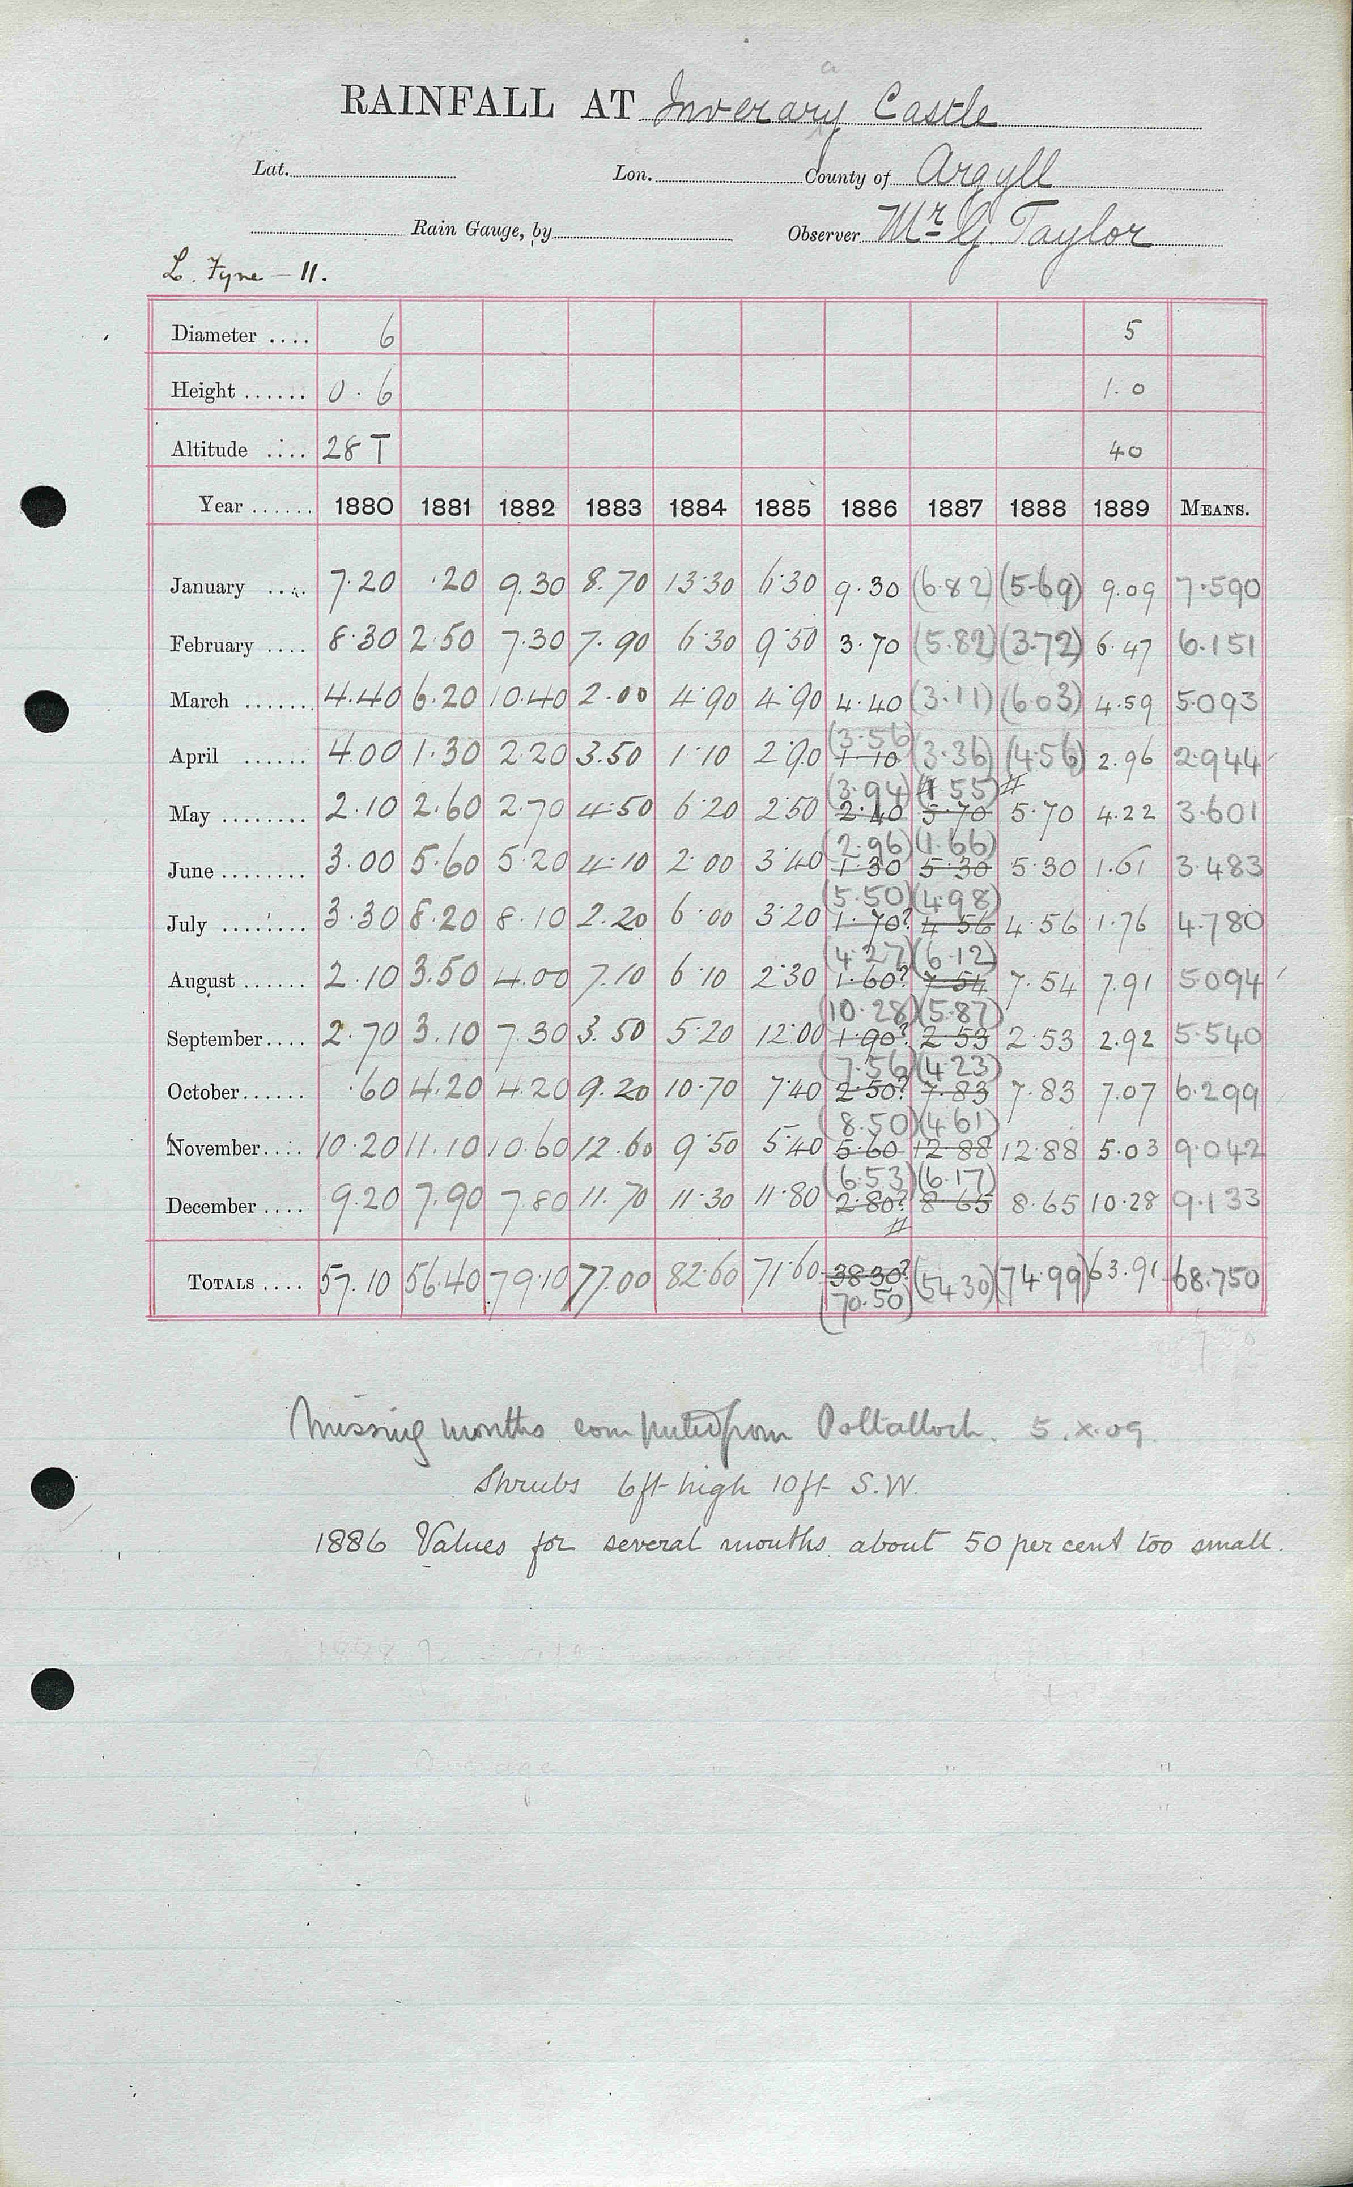 a
RAINFALL AT Inverary Castle
Lat. Lon. County of Argyll
Rain Gauge, by Observer Mr G. Taylor
L. Fyne - 11.
Diameter .... 6 5
Height ...... 0.6 1.0
Altitude .... 28 T 40
Year ...... 1880 1881 1882 1883 1884 1885 1886 1887 1888 1889 MEANS.
January .... 7.20 .20 9.30 8.70 13.30 6.30 9.30 (6.82) (5.69) 9.09 7.590
February .... 8.30 2.50 7.30 7.90 6.30 9.50 3.70 (5.82) (3.72) 6.47 6.151
March ....... 4.40 6.20 10.40 2.00 4.90 4.90 4.40 (3.11) (6.03) 4.59 5.093
(3.56)
April ...... 4.00 1.30 2.20 3.50 1.10 2.90 1.10 (3.36) (4.56) 2.96 2.944
(3.94) (1.55) #
May ........ 2.10 2.60 2.70 4.50 6.20 2.50 2.40 5.70 5.70 4.22 3.601
(2.96) (1.66)
June ........ 3.00 5.60 5.20 4.10 2.00 3.40 1.30 5.30 5.30 1.61 3.483
(5.50) (4.98)
July ........ 3.30 8.20 8.10 2.20 6.00 3.20 1.70? 4.56 4.56 1.76 4.780
(4.27) (6.12)
August ...... 2.10 3.50 4.00 7.10 6.10 2.30 1.60? 7.54 7.54 7.91 5.094
(10.28) (5.87)
September.... 2.70 3.10 7.30 3.50 5.20 12.00 1.90? 2.53 2.53 2.92 5.540
(7.56) (4.23)
October...... .60 4.20 4.20 9.20 10.70 7.40 2.50? 7.83 7.83 7.07 6.299
(8.50) (4.61)
November.... 10.20 11.10 10.60 12.60 9.50 5.40 5.60 12.88 12.88 5.03 9.042
(6.53) (6.17)
December .... 9.20 7.90 7.80 11.70 11.30 11.80 2.80? 8.65 8.65 10.28 9.133
#
TOTALS .... 57.10 56.40 79.10 77.00 82.60 71.60 38.30? (54.30) (74.99) 63.91 68.750
(70.50)
Missing months computed from Poltalloch. 5.x.09.
Shrubs 6ft high 10ft S.W.
1886 Values for several months about 50 per cent too small.